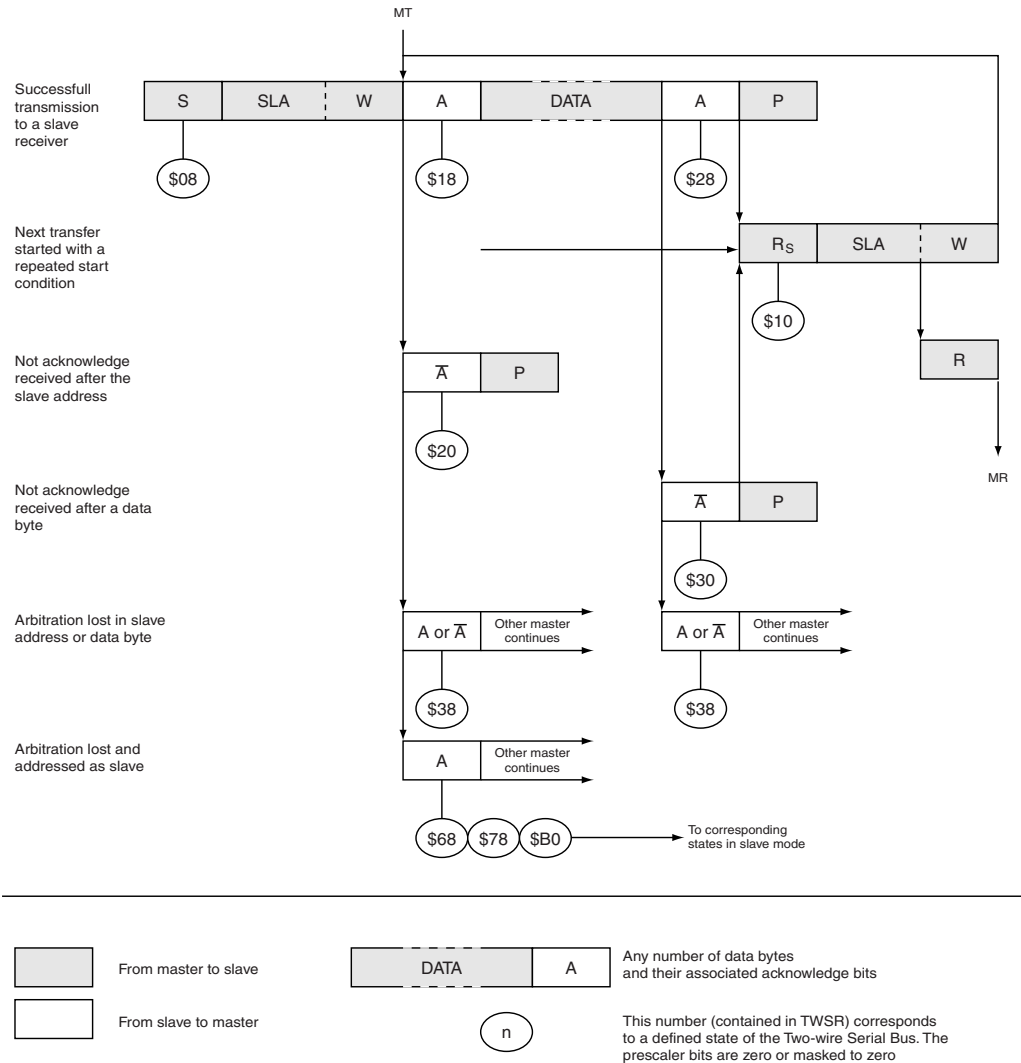 MT
Successfull
transmission
to a slave
receiver
S SLA W A DATA A P
$08 $18 $28
Next transfer
started with a
repeated start
condition
RS SLA W
$10
Not acknowledge
received after the
slave address
A̅ P
R
$20
MR
Not acknowledge
received after a data
byte
A̅ P
$30
Arbitration lost in slave
address or data byte
A or A̅ Other master
continues
A or A̅ Other master
continues
$38 $38
Arbitration lost and
addressed as slave
A Other master
continues
$68 $78 $B0
To corresponding
states in slave mode
From master to slave
DATA A
Any number of data bytes
and their associated acknowledge bits
From slave to master
n
This number (contained in TWSR) corresponds
to a defined state of the Two-wire Serial Bus. The
prescaler bits are zero or masked to zero